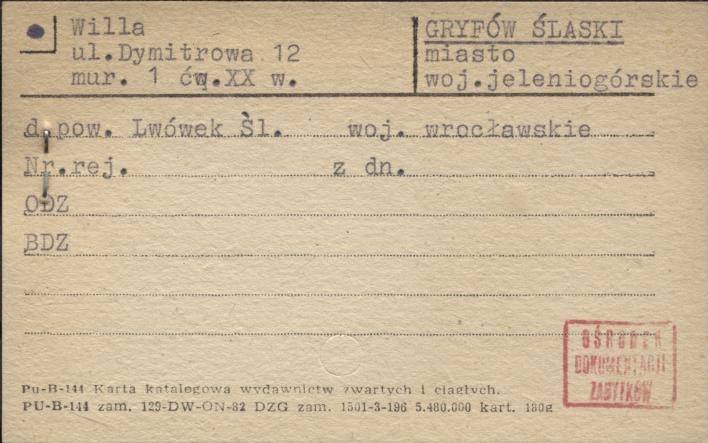 Willa
ul.Dymitrowa 12
mur. 1 ćw.XX w.
GRYFÓW ŚLASKI
miasto
woj.jeleniogórskie
d.pow. Lwówek Śl. woj. wrocławskie
Nr.rej. z dn.
ODZ
BDZ
OŚRODEK
DOKUMENTACJI
ZABYTKÓW
Pu-B-144 Karta katalogowa wydawnictw zwartych i ciągłych.
PU-B-144 zam. 129-DW-ON-82 DZG zam. 1501-3-196 5.480.000 kart. 180g